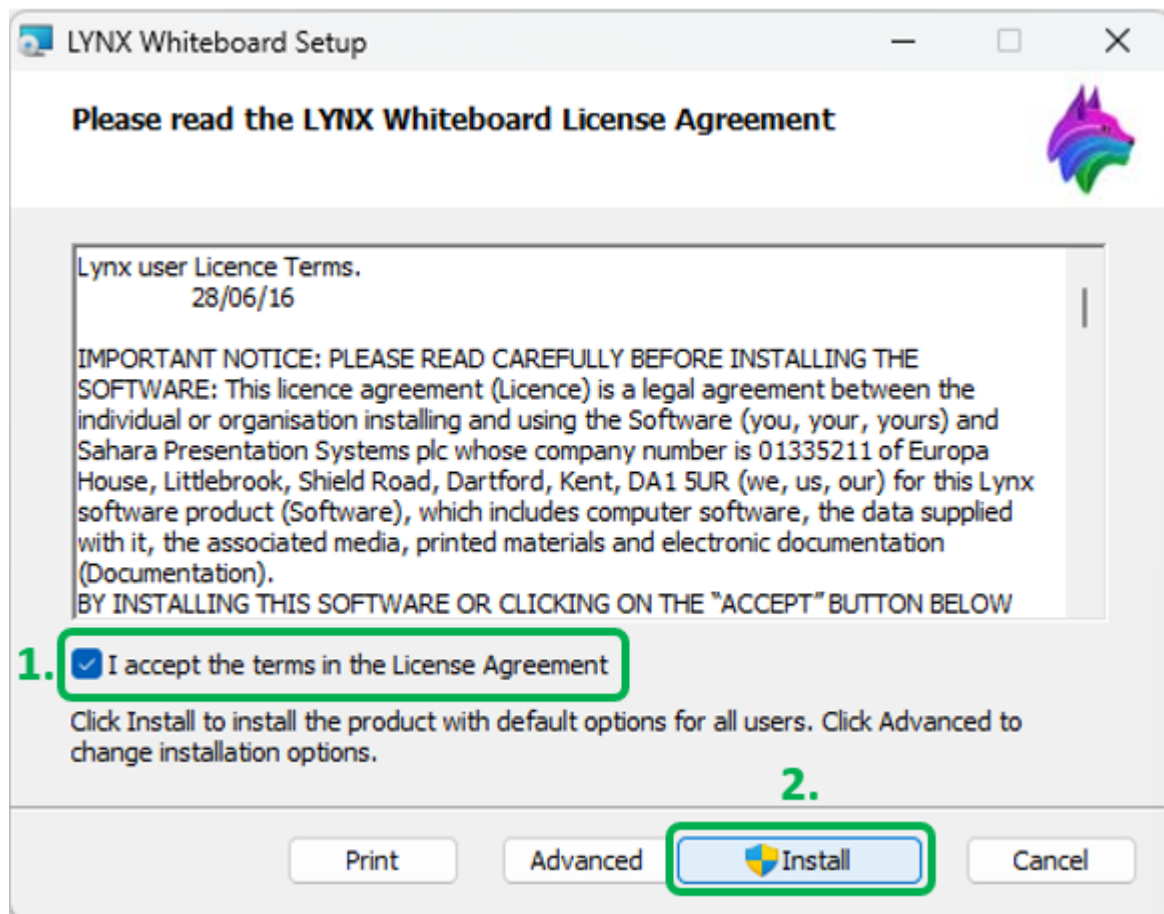 LYNX Whiteboard Setup
Please read the LYNX Whiteboard License Agreement
Lynx user Licence Terms.
28/06/16
IMPORTANT NOTICE: PLEASE READ CAREFULLY BEFORE INSTALLING THE
SOFTWARE: This licence agreement (Licence) is a legal agreement between the
individual or organisation installing and using the Software (you, your, yours) and
Sahara Presentation Systems plc whose company number is 01335211 of Europa
House, Littlebrook, Shield Road, Dartford, Kent, DA1 5UR (we, us, our) for this Lynx
software product (Software), which includes computer software, the data supplied
with it, the associated media, printed materials and electronic documentation
(Documentation).
BY INSTALLING THIS SOFTWARE OR CLICKING ON THE “ACCEPT” BUTTON BELOW
1. I accept the terms in the License Agreement
Click Install to install the product with default options for all users. Click Advanced to
change installation options.
2.
Print Advanced Install Cancel